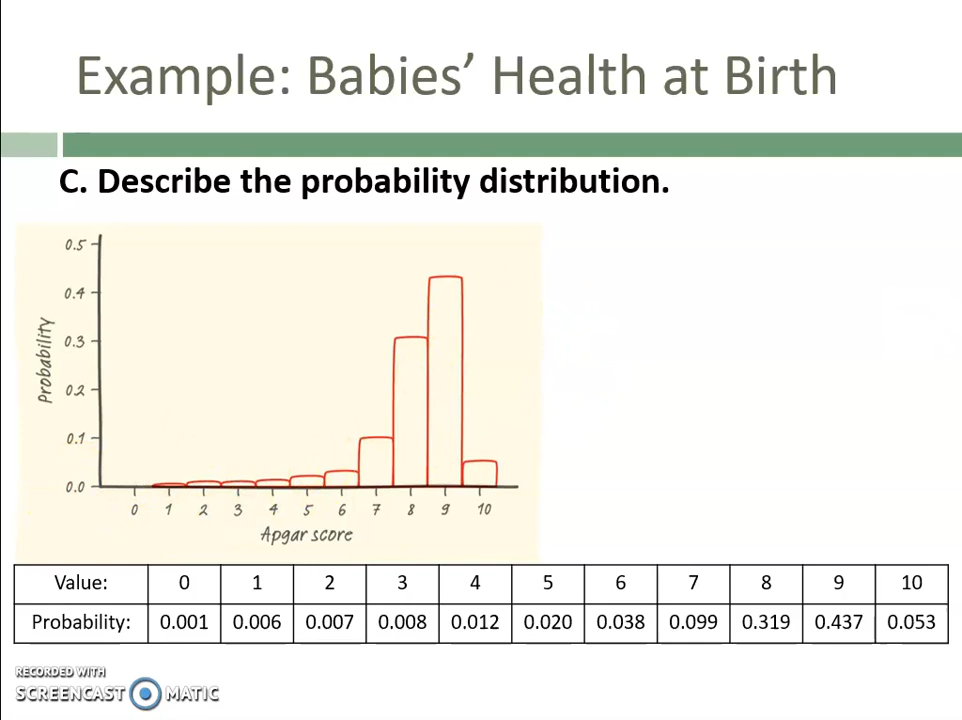 Example: Babies’ Health at Birth
C. Describe the probability distribution.
0.5
0.4
0.3
0.2
0.1
0.0
Probability
0 1 2 3 4 5 6 7 8 9 10
Apgar score
Value: 0 1 2 3 4 5 6 7 8 9 10
Probability: 0.001 0.006 0.007 0.008 0.012 0.020 0.038 0.099 0.319 0.437 0.053
RECORDED WITH
SCREENCAST MATIC